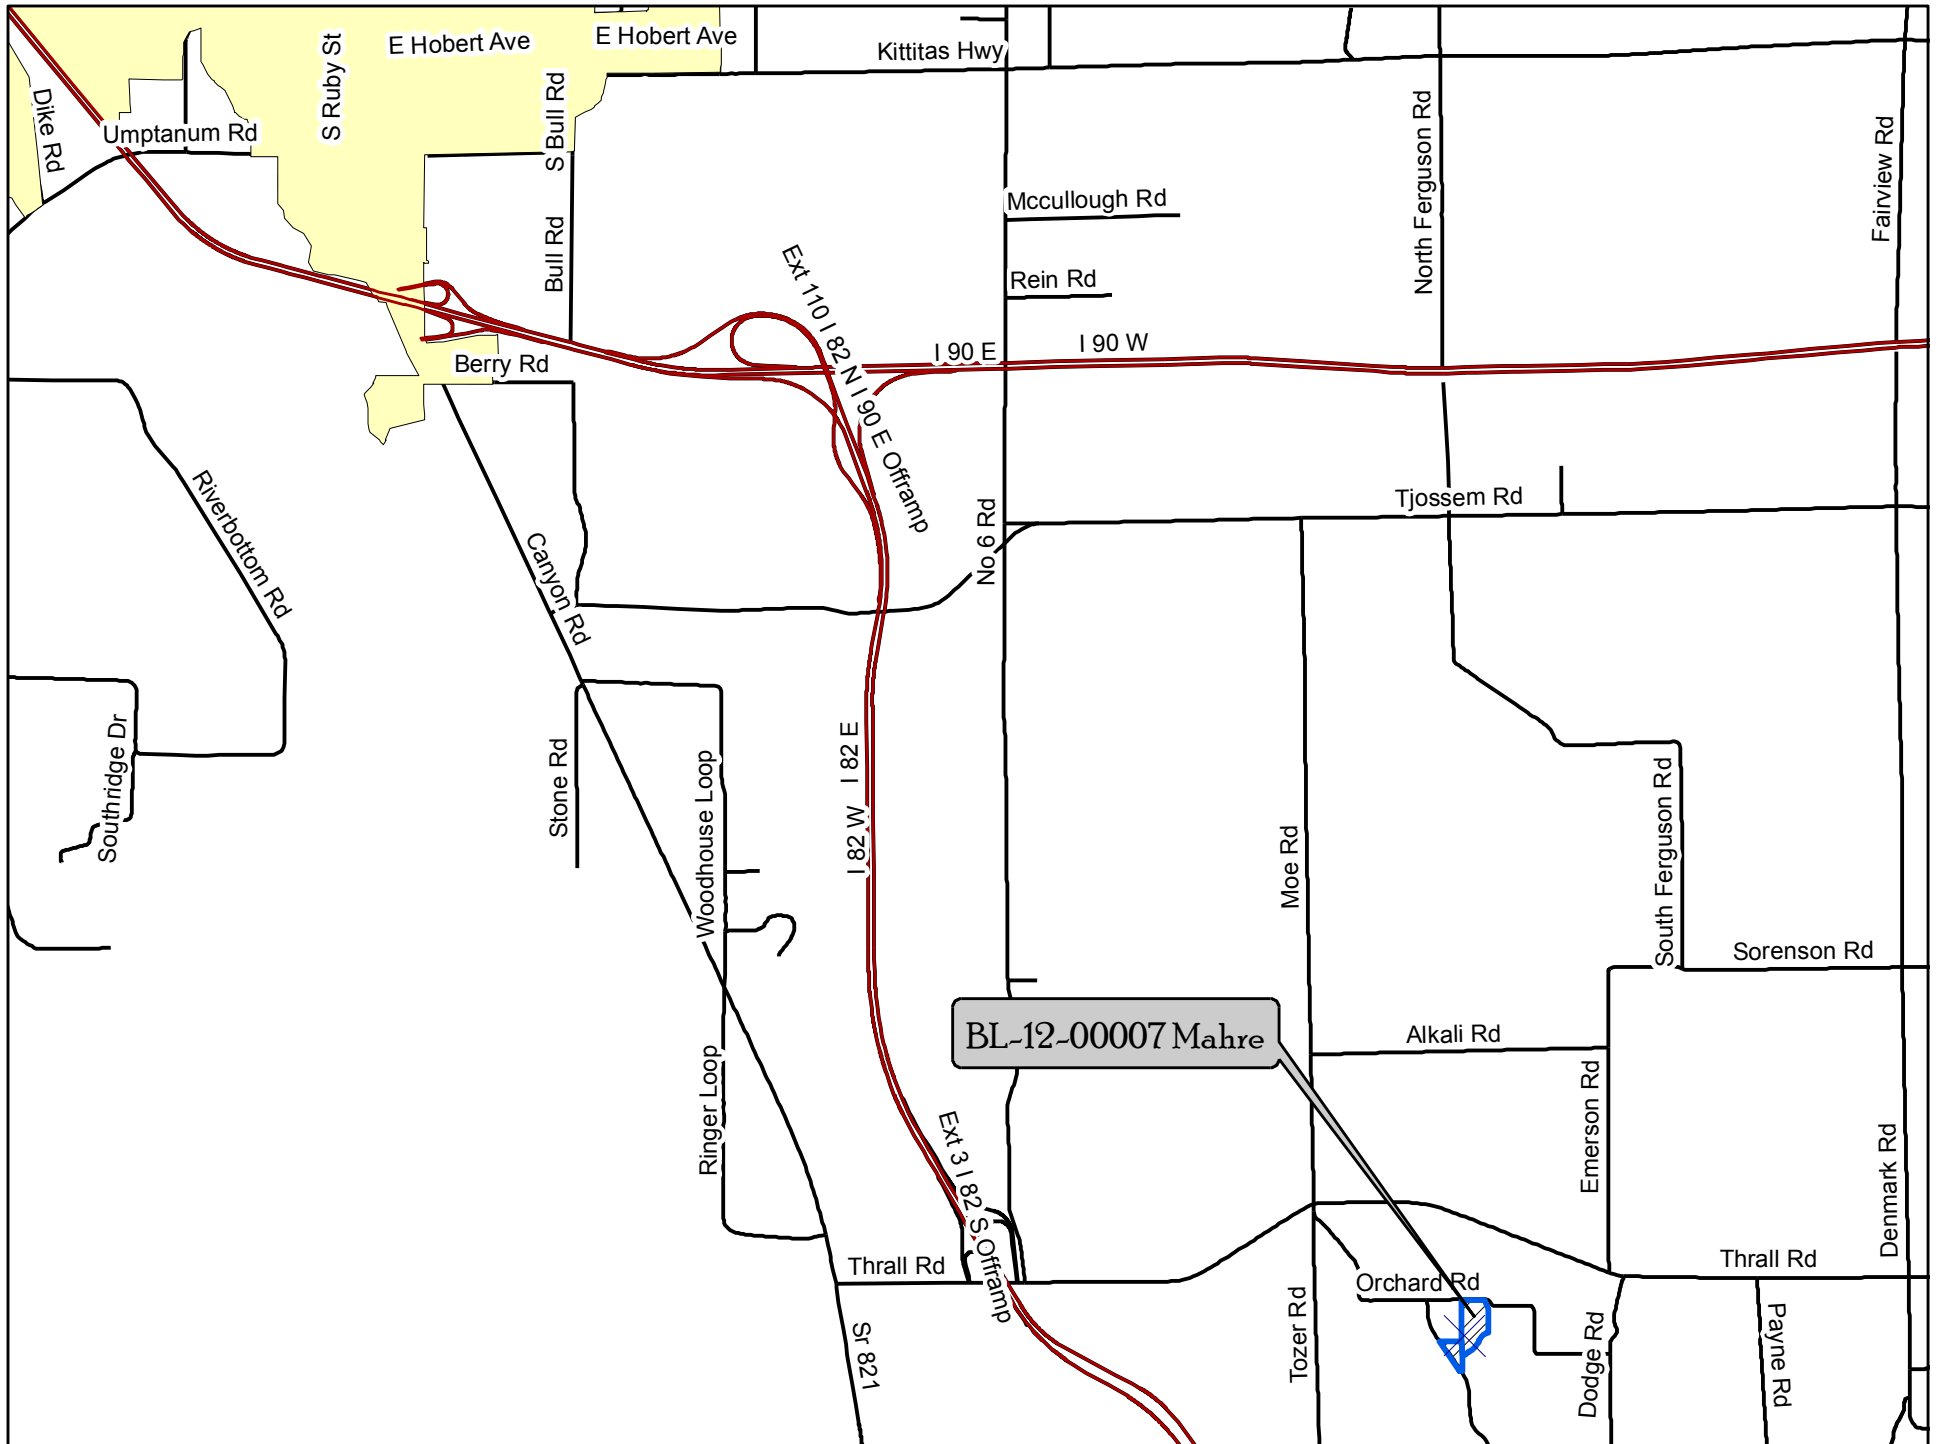 E Hobert Ave
E Hobert Ave
Kittitas Hwy
S Ruby St
S Bull Rd
Dike Rd
Umptanum Rd
North Ferguson Rd
Fairview Rd
Mccullough Rd
Bull Rd
Rein Rd
Ext 110 I 82 N I 90 E Offramp
I 90 E
I 90 W
Berry Rd
Riverbottom Rd
Tjossem Rd
No 6 Rd
Canyon Rd
Southridge Dr
Stone Rd
Woodhouse Loop
I 82 E
I 82 W
Moe Rd
South Ferguson Rd
Sorenson Rd
BL-12-00007 Mahre
Alkali Rd
Ringer Loop
Emerson Rd
Denmark Rd
Ext 3 I 82 S Offramp
Thrall Rd
Thrall Rd
Orchard Rd
Tozer Rd
Sr 821
Dodge Rd
Payne Rd